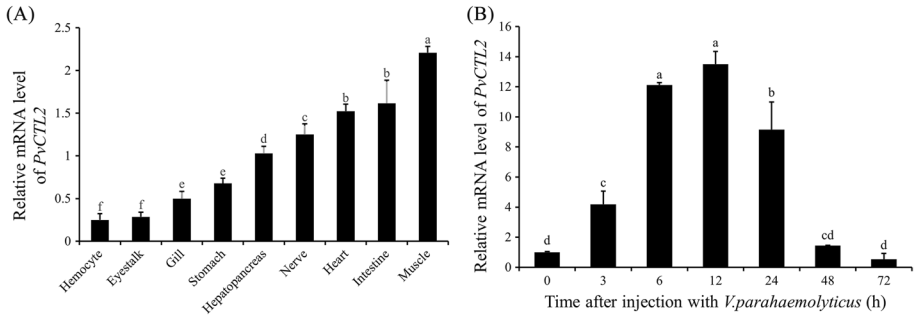 (A)
Relative mRNA level
of PvCTL2
2.5
2
1.5
1
0.5
0
f
f
e
e
d
c
b
b
a
Hemocyte
Eyestalk
Gill
Stomach
Hepatopancreas
Nerve
Heart
Intestine
Muscle
(B)
Relative mRNA level of PvCTL2
16
14
12
10
8
6
4
2
0
d
c
a
a
b
cd
d
0 3 6 12 24 48 72
Time after injection with V.parahaemolyticus (h)